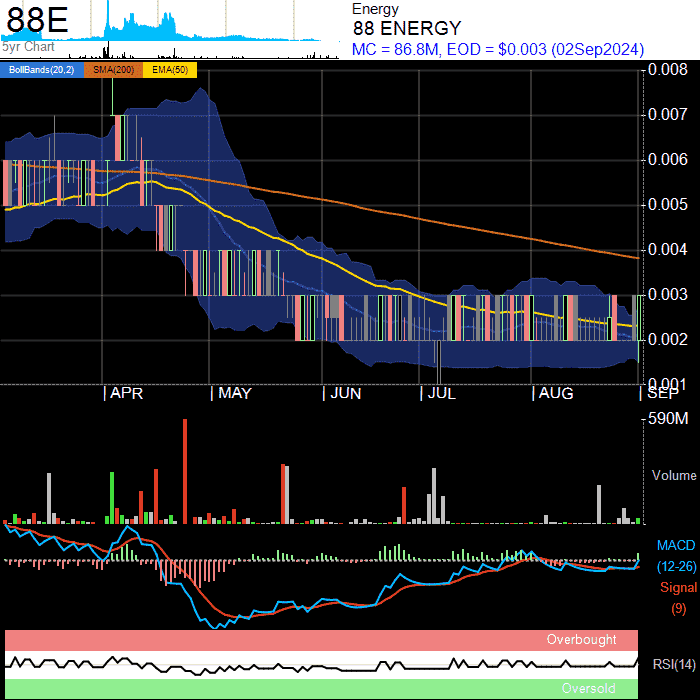 88E
5yr Chart
Energy
88 ENERGY
MC = 86.8M, EOD = $0.003 (02Sep2024)
BollBands(20,2) SMA(200) EMA(50)
0.008
0.007
0.006
0.005
0.004
0.003
0.002
0.001
APR MAY JUN JUL AUG SEP
590M
Volume
MACD
(12-26)
Signal
(9)
Overbought
RSI(14)
Oversold